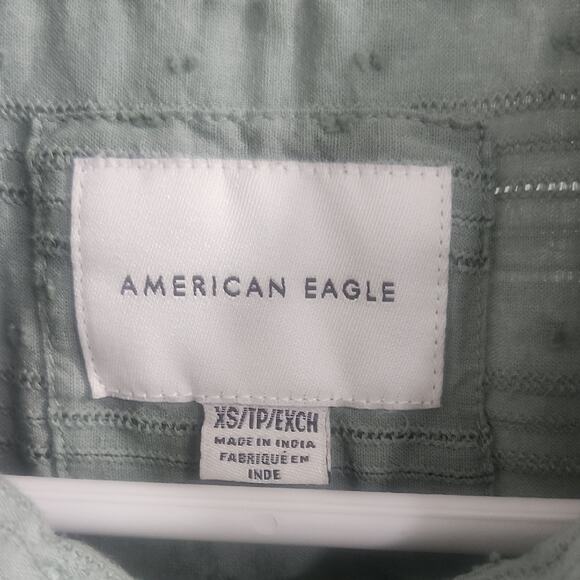 AMERICAN EAGLE
XS/TP/EXCH
MADE IN INDIA
FABRIQUÉ EN
INDE